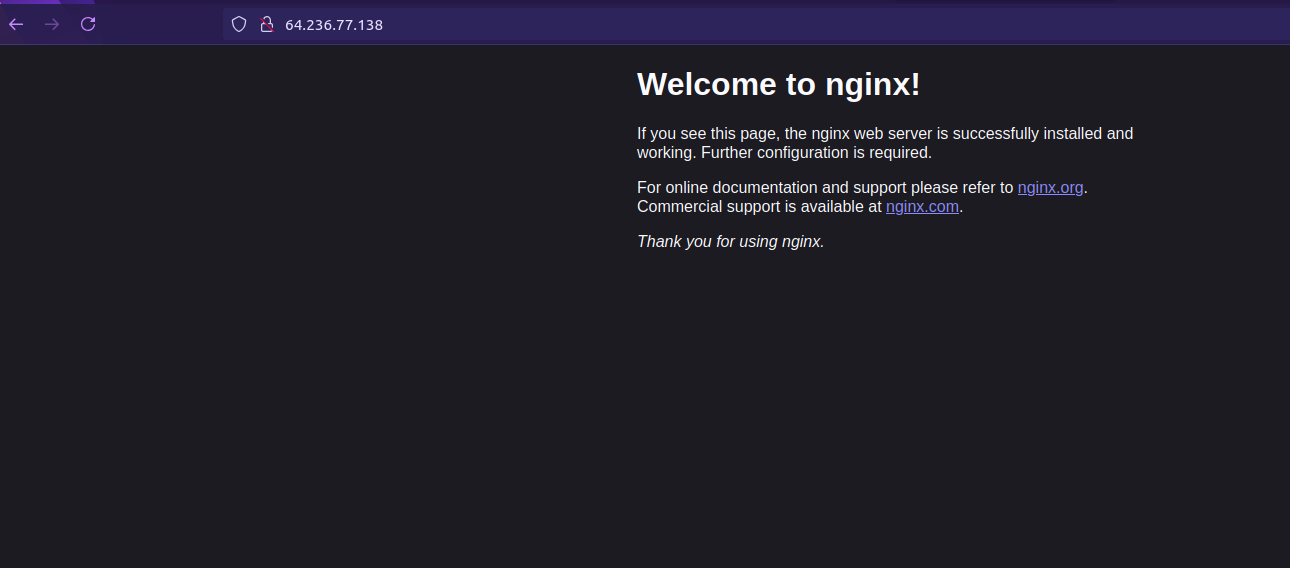 64.236.77.138
Welcome to nginx!
If you see this page, the nginx web server is successfully installed and
working. Further configuration is required.
For online documentation and support please refer to nginx.org.
Commercial support is available at nginx.com.
Thank you for using nginx.